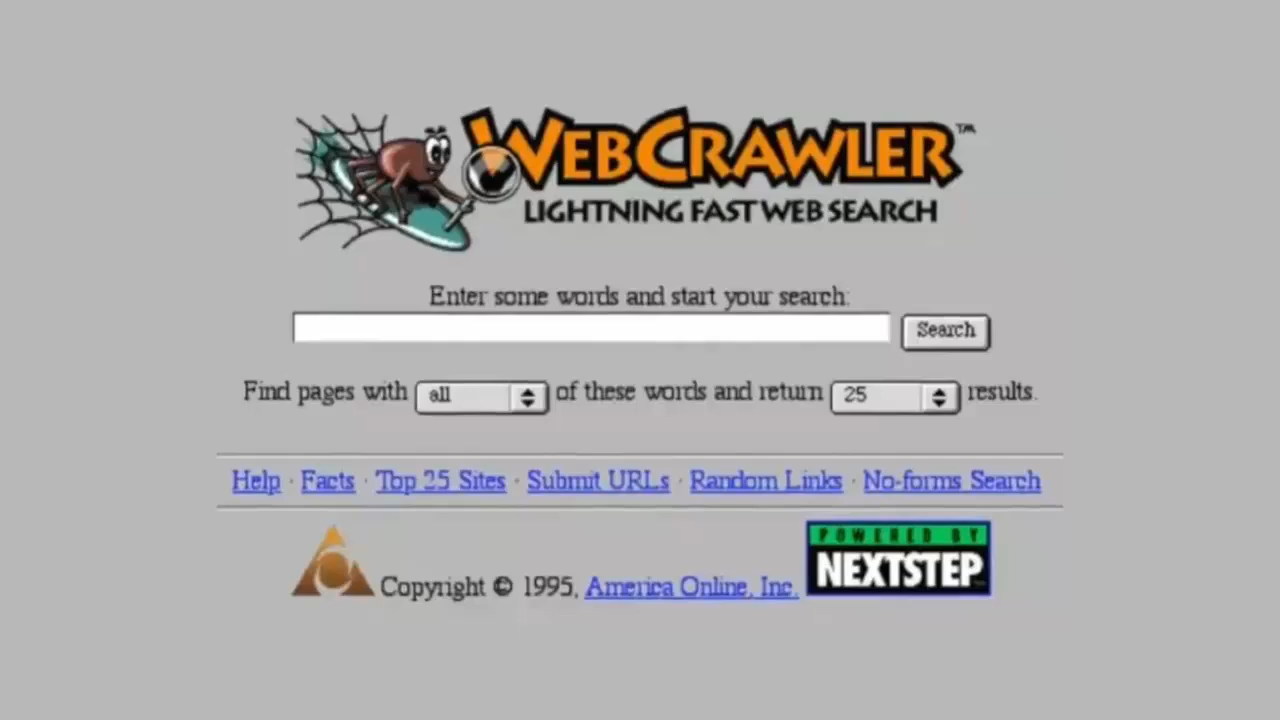 WEBCRAWLER™
LIGHTNING FAST WEB SEARCH
Enter some words and start your search:
Search
Find pages with all of these words and return 25 results.
Help · Facts · Top 25 Sites · Submit URLs · Random Links · No-forms Search
POWERED BY
NEXTSTEP
Copyright © 1995, America Online, Inc.